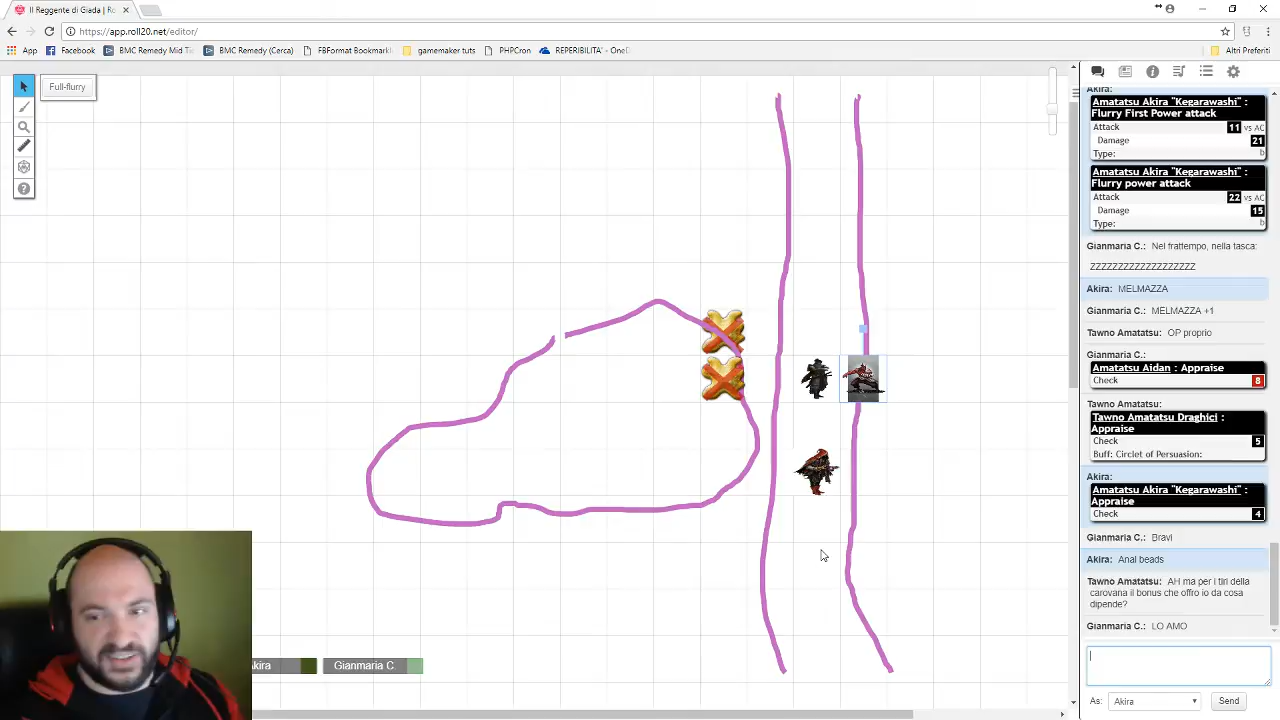 Il Reggente di Giada | Ro
https://app.roll20.net/editor/
App
Facebook
BMC Remedy Mid Ti
BMC Remedy (Cerca)
FBFormat Bookmark
gamemaker tuts
PHPCron
REPERIBILITA' - OneD
Altri Preferiti
Full-flurry
Akira:
Amatatsu Akira "Kegarawashi" :
Flurry First Power attack
Attack 11 vs AC
Damage 21
Type: b
Amatatsu Akira "Kegarawashi" :
Flurry power attack
Attack 22 vs AC
Damage 15
Type: b
Gianmaria C.: Nel frattempo, nella tasca:
ZZZZZZZZZZZZZZZZZZZ
Akira: MELMAZZA
Gianmaria C.: MELMAZZA +1
Tawno Amatatsu: OP proprio
Gianmaria C.:
Amatatsu Aidan : Appraise
Check 8
Tawno Amatatsu:
Tawno Amatatsu Draghici :
Appraise
Check 5
Buff: Circlet of Persuasion:
Akira:
Amatatsu Akira "Kegarawashi" :
Appraise
Check 4
Gianmaria C.: Bravi
Akira: Anal beads
Tawno Amatatsu: AH ma per i tiri della
carovana il bonus che offro io da cosa
dipende?
Gianmaria C.: LO AMO
As: Akira Send
kira
Gianmaria C.